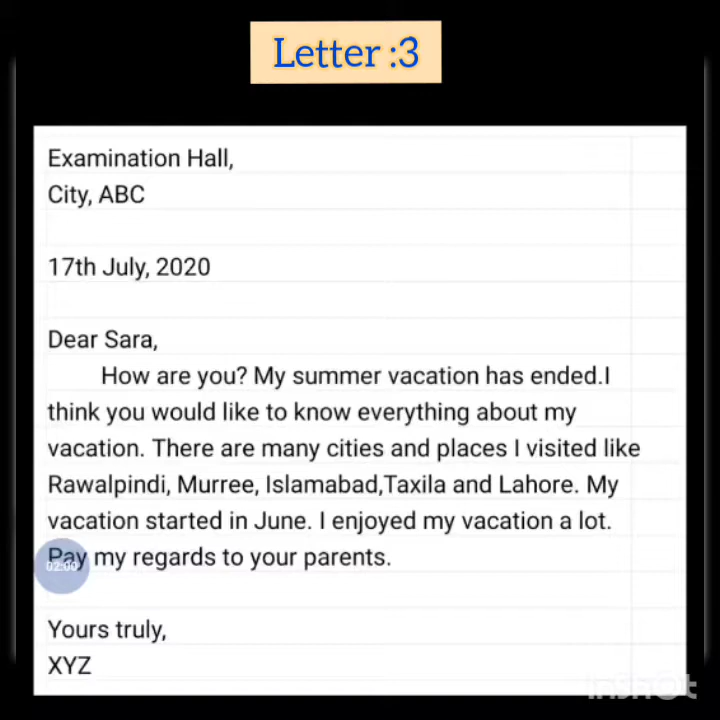 Letter :3
Examination Hall,
City, ABC
17th July, 2020
Dear Sara,
How are you? My summer vacation has ended.I
think you would like to know everything about my
vacation. There are many cities and places I visited like
Rawalpindi, Murree, Islamabad,Taxila and Lahore. My
vacation started in June. I enjoyed my vacation a lot.
Pay my regards to your parents.
02:00
Yours truly,
XYZ
InShOt